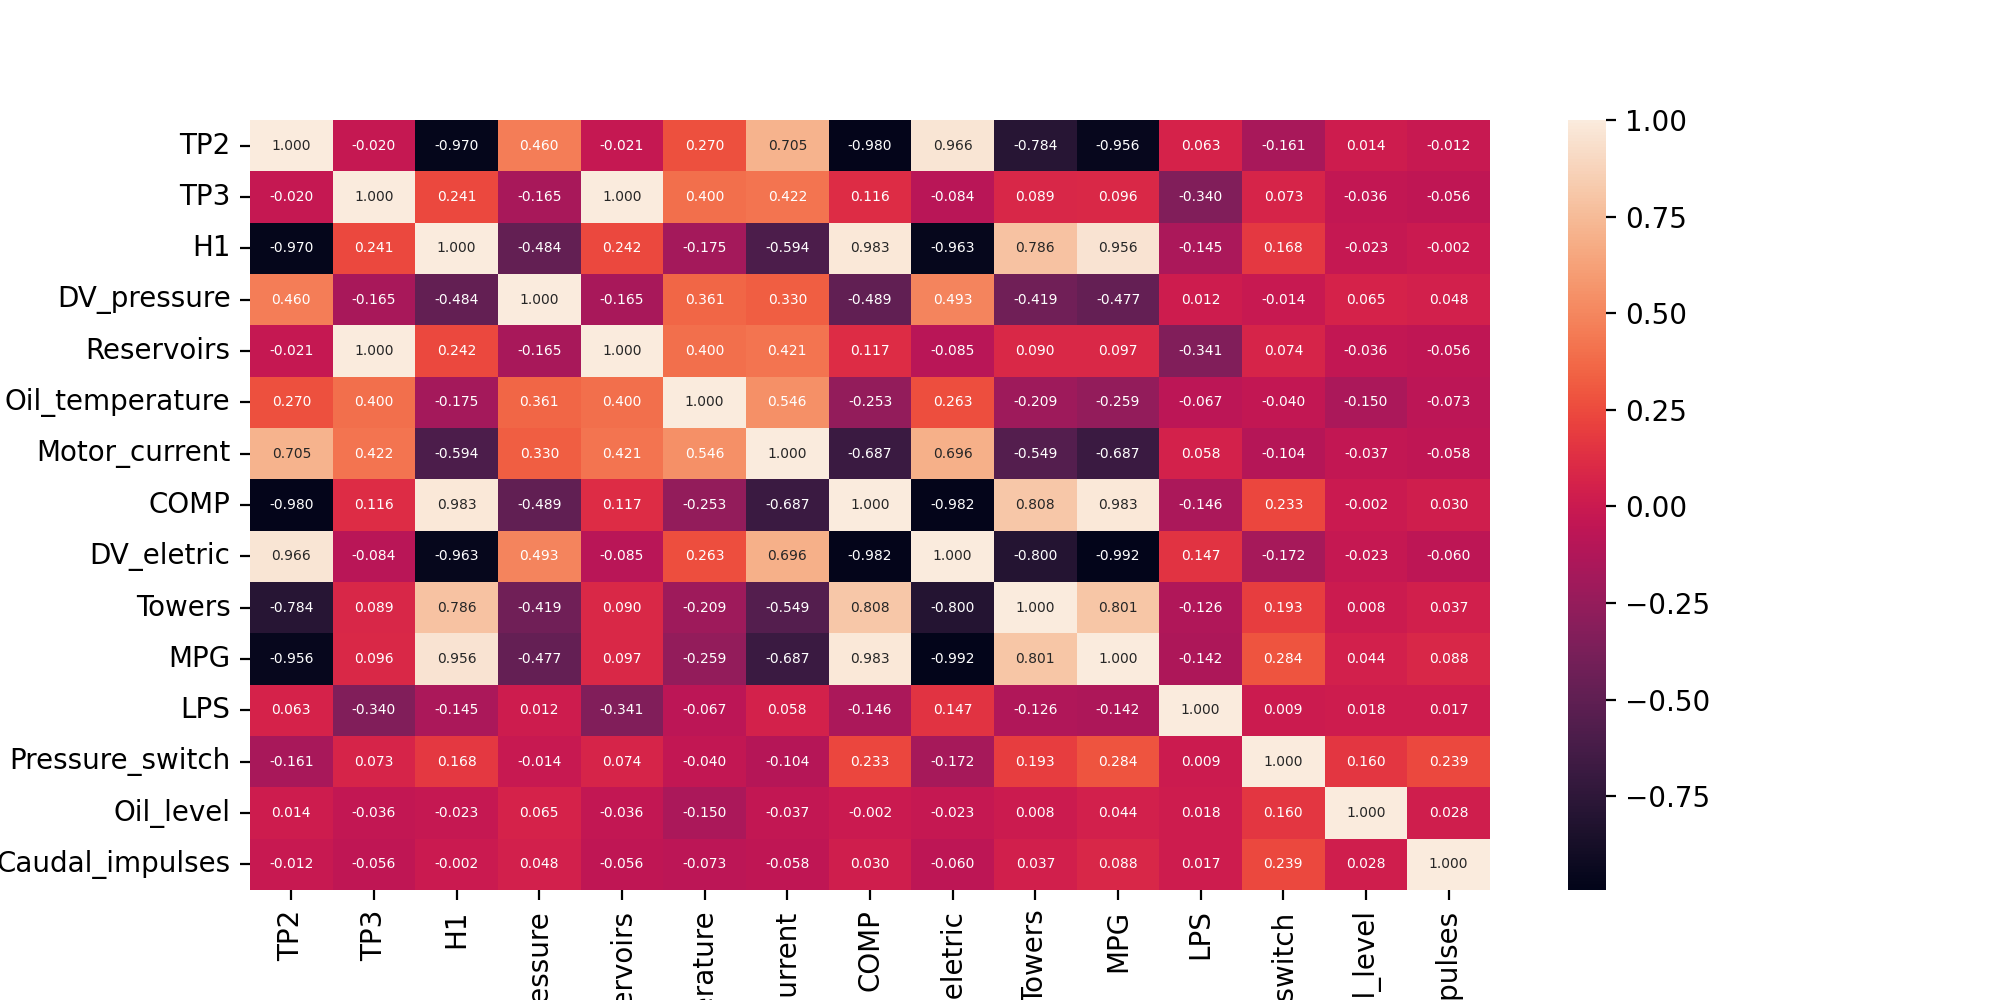 TP2 1.000 -0.020 -0.970 0.460 -0.021 0.270 0.705 -0.980 0.966 -0.784 -0.956 0.063 -0.161 0.014 -0.012
TP3 -0.020 1.000 0.241 -0.165 1.000 0.400 0.422 0.116 -0.084 0.089 0.096 -0.340 0.073 -0.036 -0.056
H1 -0.970 0.241 1.000 -0.484 0.242 -0.175 -0.594 0.983 -0.963 0.786 0.956 -0.145 0.168 -0.023 -0.002
DV_pressure 0.460 -0.165 -0.484 1.000 -0.165 0.361 0.330 -0.489 0.493 -0.419 -0.477 0.012 -0.014 0.065 0.048
Reservoirs -0.021 1.000 0.242 -0.165 1.000 0.400 0.421 0.117 -0.085 0.090 0.097 -0.341 0.074 -0.036 -0.056
Oil_temperature 0.270 0.400 -0.175 0.361 0.400 1.000 0.546 -0.253 0.263 -0.209 -0.259 -0.067 -0.040 -0.150 -0.073
Motor_current 0.705 0.422 -0.594 0.330 0.421 0.546 1.000 -0.687 0.696 -0.549 -0.687 0.058 -0.104 -0.037 -0.058
COMP -0.980 0.116 0.983 -0.489 0.117 -0.253 -0.687 1.000 -0.982 0.808 0.983 -0.146 0.233 -0.002 0.030
DV_eletric 0.966 -0.084 -0.963 0.493 -0.085 0.263 0.696 -0.982 1.000 -0.800 -0.992 0.147 -0.172 -0.023 -0.060
Towers -0.784 0.089 0.786 -0.419 0.090 -0.209 -0.549 0.808 -0.800 1.000 0.801 -0.126 0.193 0.008 0.037
MPG -0.956 0.096 0.956 -0.477 0.097 -0.259 -0.687 0.983 -0.992 0.801 1.000 -0.142 0.284 0.044 0.088
LPS 0.063 -0.340 -0.145 0.012 -0.341 -0.067 0.058 -0.146 0.147 -0.126 -0.142 1.000 0.009 0.018 0.017
Pressure_switch -0.161 0.073 0.168 -0.014 0.074 -0.040 -0.104 0.233 -0.172 0.193 0.284 0.009 1.000 0.160 0.239
Oil_level 0.014 -0.036 -0.023 0.065 -0.036 -0.150 -0.037 -0.002 -0.023 0.008 0.044 0.018 0.160 1.000 0.028
Caudal_impulses -0.012 -0.056 -0.002 0.048 -0.056 -0.073 -0.058 0.030 -0.060 0.037 0.088 0.017 0.239 0.028 1.000
TP2 TP3 H1 essure ervoirs erature urrent COMP eletric Towers MPG LPS switch l_level pulses
1.00
0.75
0.50
0.25
0.00
−0.25
−0.50
−0.75